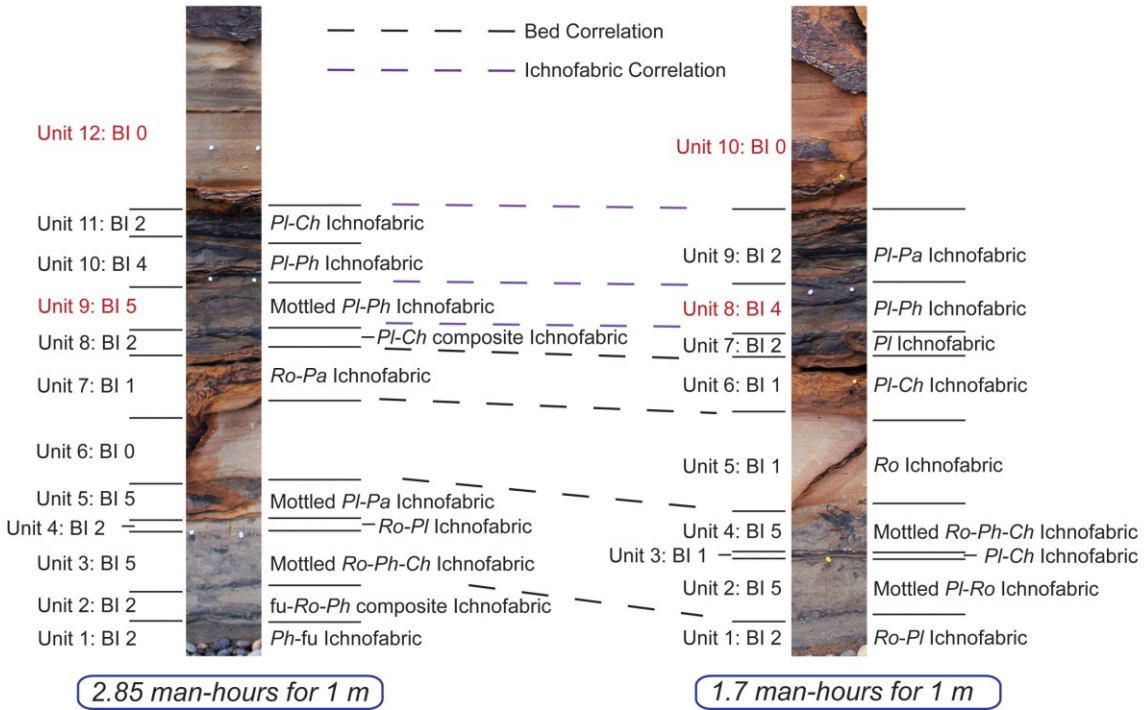 Bed Correlation
Ichnofabric Correlation
Unit 12: BI 0
Unit 11: BI 2
Pl-Ch Ichnofabric
Unit 10: BI 4
Pl-Ph Ichnofabric
Unit 9: BI 5
Mottled Pl-Ph Ichnofabric
Unit 8: BI 2
Pl-Ch composite Ichnofabric
Unit 7: BI 1
Ro-Pa Ichnofabric
Unit 6: BI 0
Unit 5: BI 5
Mottled Pl-Pa Ichnofabric
Unit 4: BI 2
Ro-Pl Ichnofabric
Unit 3: BI 5
Mottled Ro-Ph-Ch Ichnofabric
Unit 2: BI 2
fu-Ro-Ph composite Ichnofabric
Unit 1: BI 2
Ph-fu Ichnofabric
2.85 man-hours for 1 m
Unit 10: BI 0
Unit 9: BI 2
Pl-Pa Ichnofabric
Unit 8: BI 4
Pl-Ph Ichnofabric
Unit 7: BI 2
Pl Ichnofabric
Unit 6: BI 1
Pl-Ch Ichnofabric
Unit 5: BI 1
Ro Ichnofabric
Unit 4: BI 5
Mottled Ro-Ph-Ch Ichnofabric
Unit 3: BI 1
Pl-Ch Ichnofabric
Unit 2: BI 5
Mottled Pl-Ro Ichnofabric
Unit 1: BI 2
Ro-Pl Ichnofabric
1.7 man-hours for 1 m